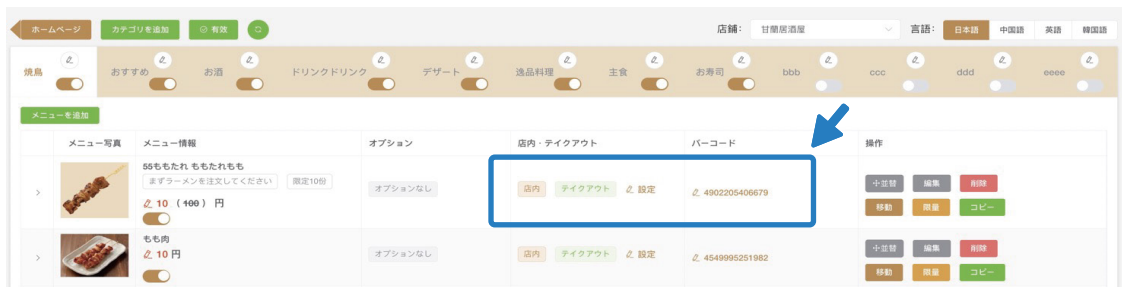 ホームページ カテゴリを追加 有効 店舗: 甘蘭居酒屋 言語: 日本語 中国語 英語 韓国語
焼鳥 おすすめ お酒 ドリンクドリンク デザート 逸品料理 主食 お寿司 bbb ccc ddd eeee
メニューを追加
メニュー写真 メニュー情報 オプション 店内・テイクアウト バーコード 操作
55ももたれ ももたれもも
まずラーメンを注文してください 限定10份
10 (100) 円
オプションなし 店内 テイクアウト 設定 4902205406679
並替 編集 削除
移動 限量 コピー
もも肉
10 円
オプションなし 店内 テイクアウト 設定 4549995251982
並替 編集 削除
移動 限量 コピー